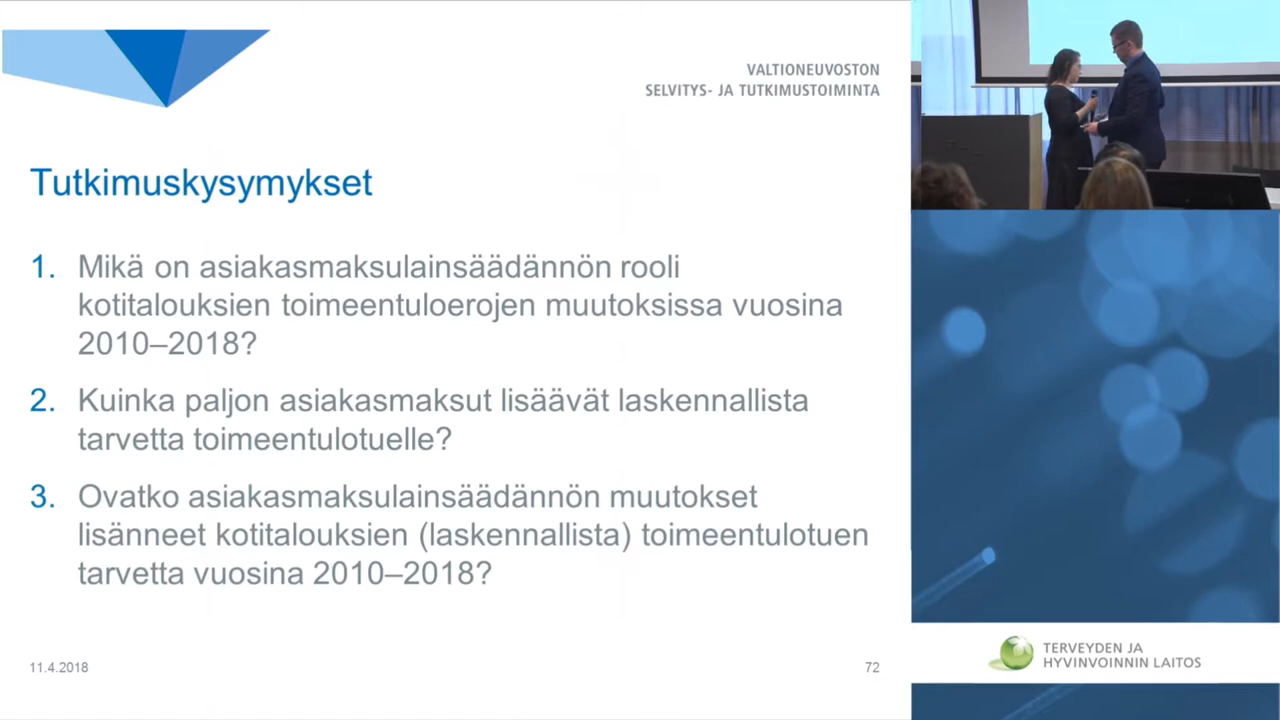 VALTIONEUVOSTON
SELVITYS- JA TUTKIMUSTOIMINTA
Tutkimuskysymykset
1. Mikä on asiakasmaksulainsäädännön rooli
kotitalouksien toimeentuloerojen muutoksissa vuosina
2010–2018?
2. Kuinka paljon asiakasmaksut lisäävät laskennallista
tarvetta toimeentulotuelle?
3. Ovatko asiakasmaksulainsäädännön muutokset
lisänneet kotitalouksien (laskennallista) toimeentulotuen
tarvetta vuosina 2010–2018?
11.4.2018
72
TERVEYDEN JA
HYVINVOINNIN LAITOS